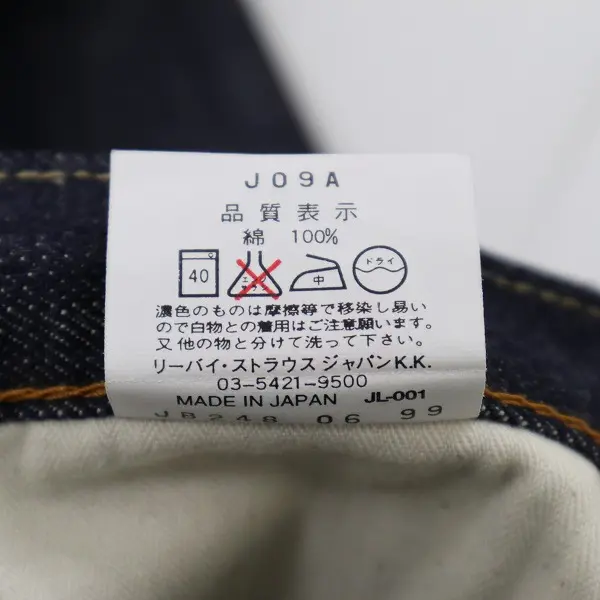 J09A
品質表示
綿 100%
40 中 ドライ
濃色のものは摩擦等で移染し易い
ので白物との着用はご注意願います。
又他の物と分けて洗って下さい。
リーバイ・ストラウス ジャパンK.K.
03-5421-9500
MADE IN JAPAN JL-001
J8248 06 99